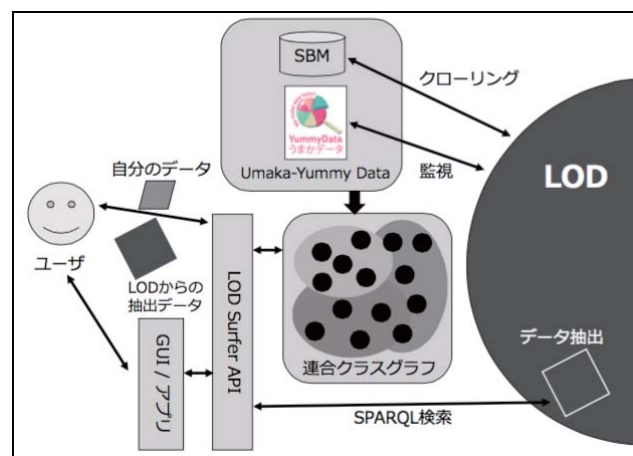 SBM
クローリング
YummyData
うまかデータ
Umaka-Yummy Data
監視
LOD
自分のデータ
ユーザ
LODからの
抽出データ
LOD Surfer API
GUI / アプリ
連合クラスグラフ
データ抽出
SPARQL検索